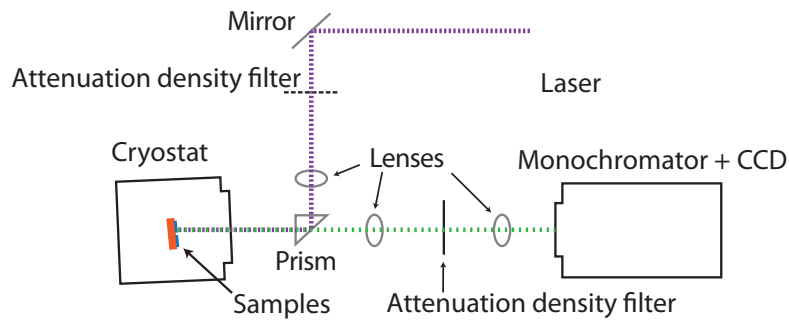 Mirror
Attenuation density filter
Laser
Cryostat
Lenses
Monochromator + CCD
Prism
Samples
Attenuation density filter